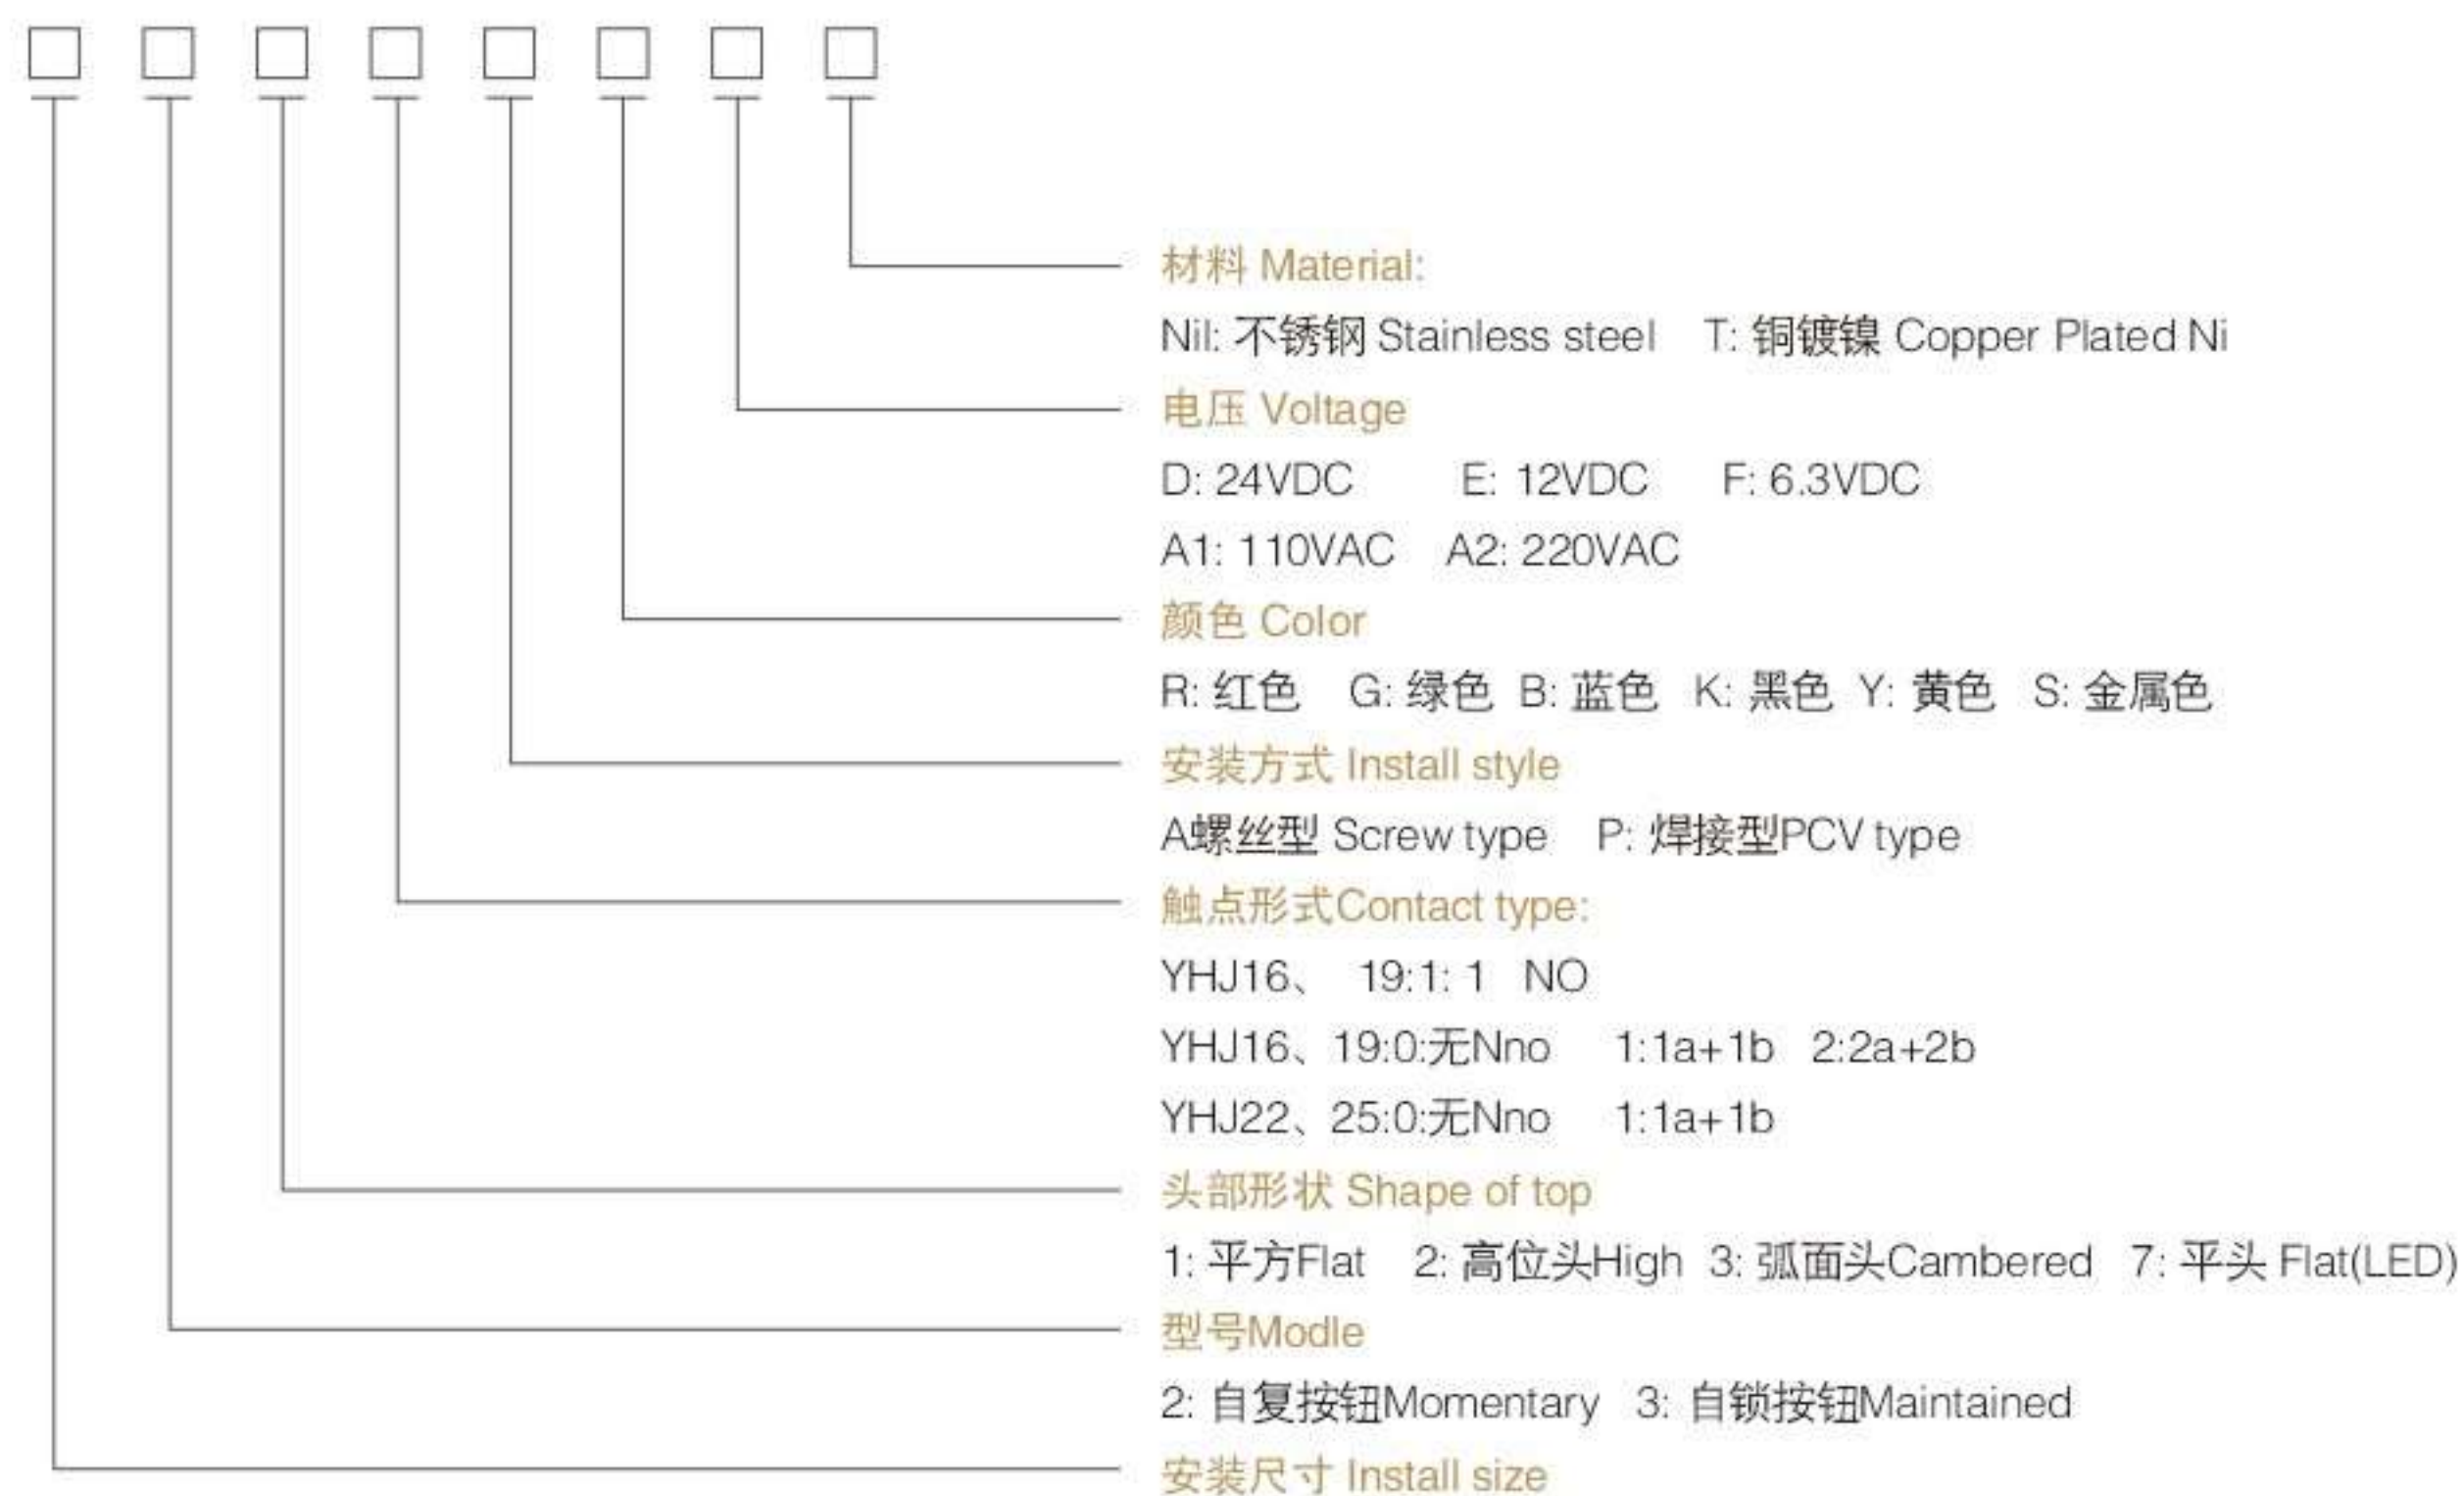 材料 Material:
Nil: 不锈钢 Stainless steel T: 铜镀镍 Copper Plated Ni
电压 Voltage
D: 24VDC E: 12VDC F: 6.3VDC
A1: 110VAC A2: 220VAC
颜色 Color
R: 红色 G: 绿色 B: 蓝色 K: 黑色 Y: 黄色 S: 金属色
安装方式 Install style
A螺丝型 Screw type P: 焊接型PCV type
触点形式Contact type:
YHJ16、 19:1: 1 NO
YHJ16、19:0:无Nno 1:1a+1b 2:2a+2b
YHJ22、25:0:无Nno 1:1a+1b
头部形状 Shape of top
1: 平方Flat 2: 高位头High 3: 弧面头Cambered 7: 平头 Flat(LED)
型号Modle
2: 自复按钮Momentary 3: 自锁按钮Maintained
安装尺寸 Install size